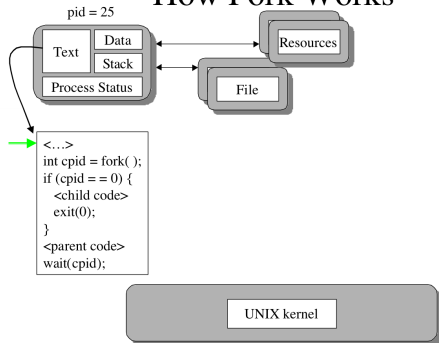 How Fork Works
pid = 25
Text
Data
Stack
Process Status
Resources
File
<…>
int cpid = fork( );
if (cpid = = 0) {
<child code>
exit(0);
}
<parent code>
wait(cpid);
UNIX kernel